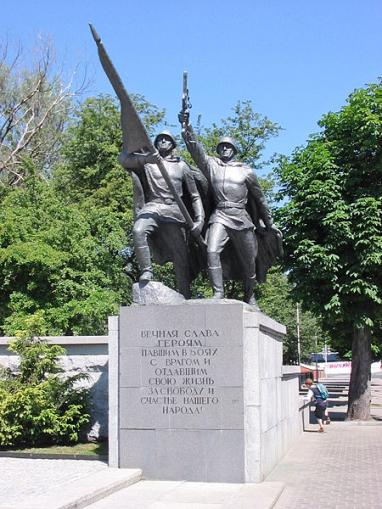 ВЕЧНАЯ СЛАВА
ГЕРОЯМ
ПАВШИМ В БОЯХ
С ВРАГОМ И
ОТДАВШИМ
СВОЮ ЖИЗНЬ
ЗА СВОБОДУ И
СЧАСТЬЕ НАШЕГО
НАРОДА!